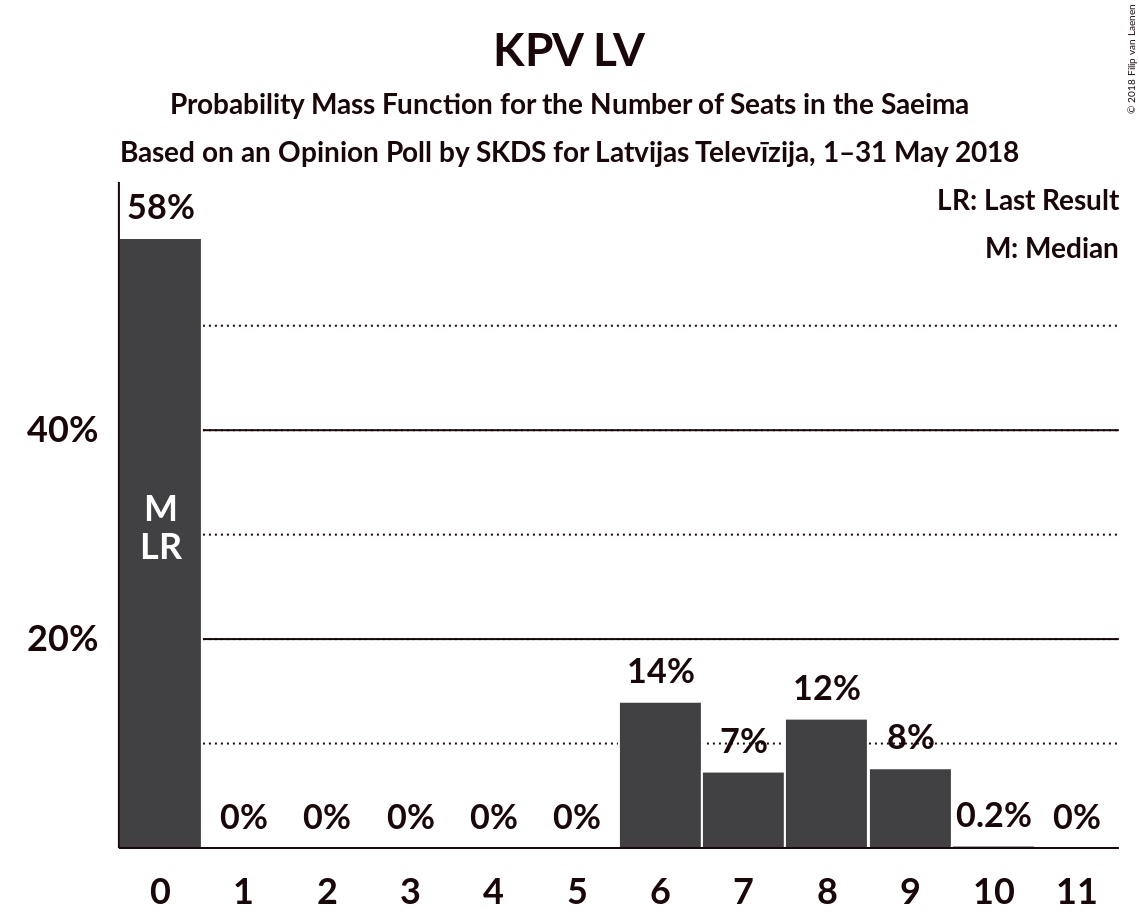 KPV LV
Probability Mass Function for the Number of Seats in the Saeima
Based on an Opinion Poll by SKDS for Latvijas Televīzija, 1–31 May 2018
© 2018 Filip van Laenen
LR: Last Result
M: Median
58%
40%
20%
M
LR
0% 0% 0% 0% 0% 14% 7% 12% 8% 0.2% 0%
0 1 2 3 4 5 6 7 8 9 10 11